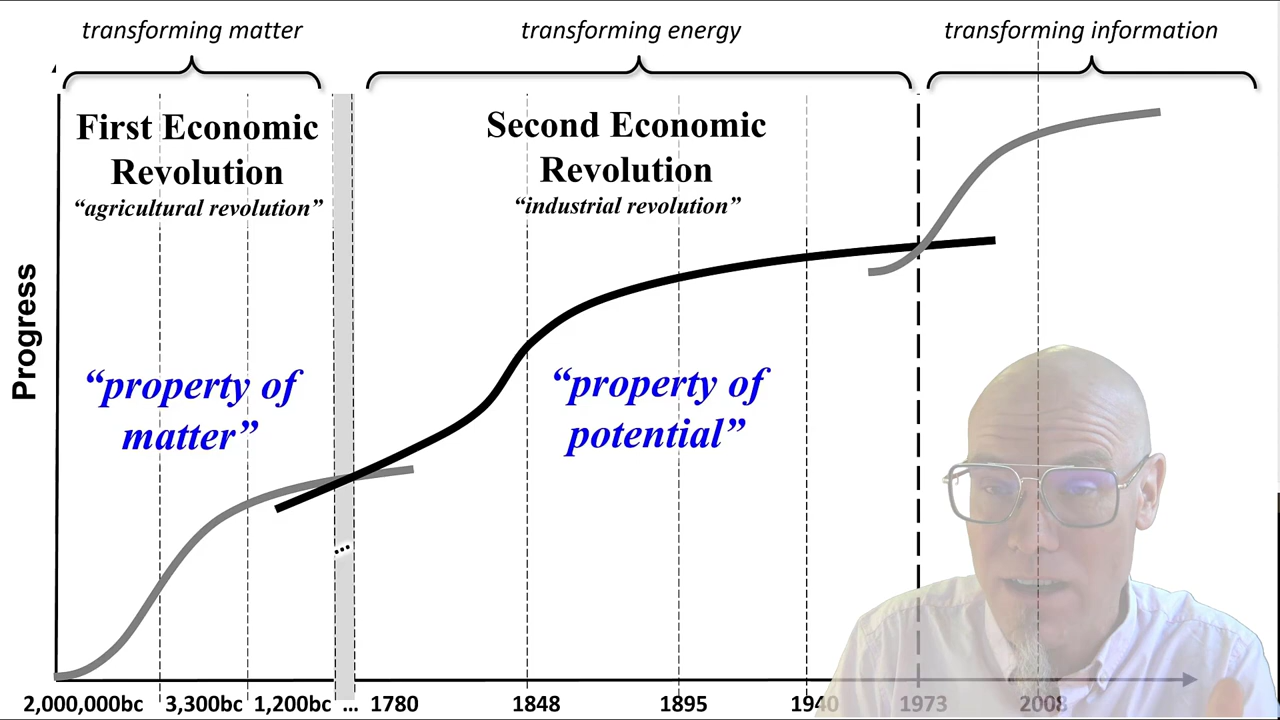 transforming matter
transforming energy
transforming information
First Economic
Revolution
“agricultural revolution”
Second Economic
Revolution
“industrial revolution”
Progress
“property of
matter”
“property of
potential”
...
2,000,000bc 3,300bc 1,200bc ... 1780 1848 1895 1940 1973 2008